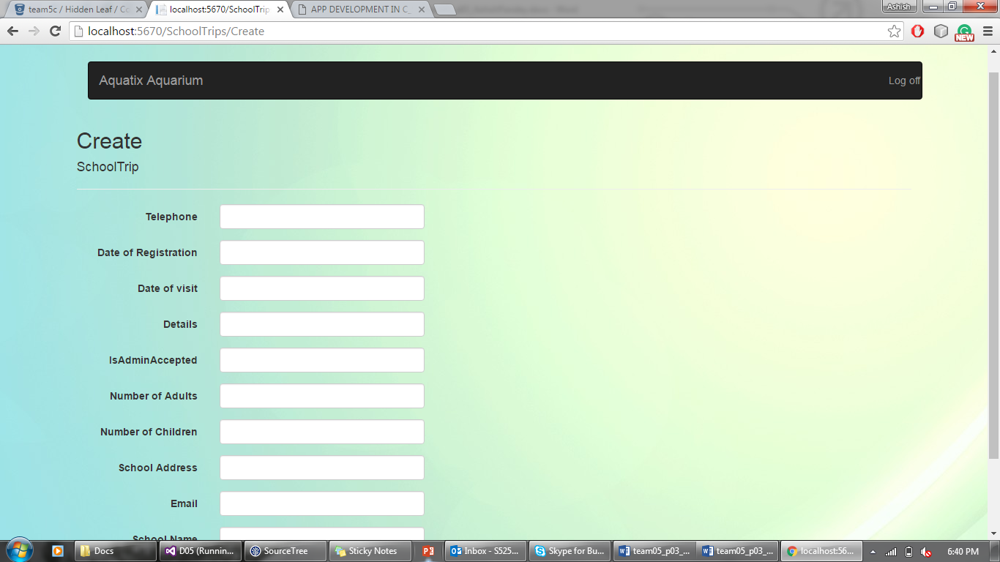 team5c / Hidden Leaf / Co
localhost:5670/SchoolTrip
APP DEVELOPMENT IN C_
Ashish
localhost:5670/SchoolTrips/Create
NEW
Aquatix Aquarium
Log off
Create
SchoolTrip
Telephone
Date of Registration
Date of visit
Details
IsAdminAccepted
Number of Adults
Number of Children
School Address
Email
School Name
Docs
D05 (Runnin...
SourceTree
Sticky Notes
Inbox - S525...
Skype for Bu...
team05_p03_...
team05_p03_...
localhost:56...
6:40 PM